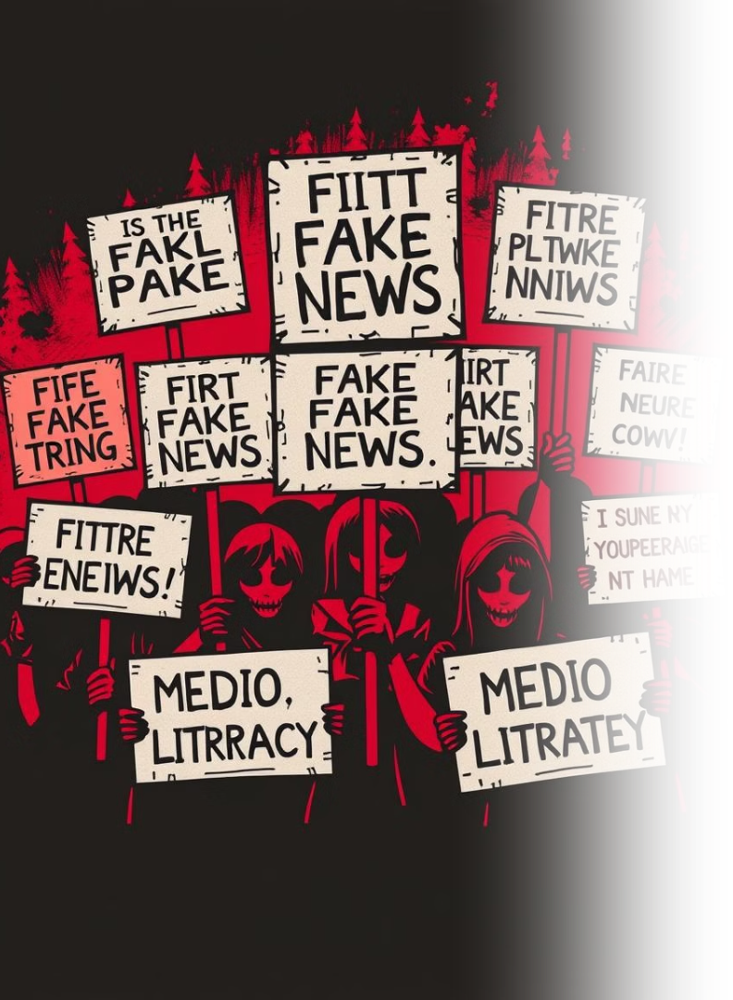 IS THE
FAKL
PAKE
FIITT
FAKE
NEWS
FITRE
PLTWKE
NNIWS
FIFE
FAKE
TRING
FIRT
FAKE
NEWS
FAKE
FAKE
NEWS.
IRT
AKE
EWS
FAIRE
NEURE
COWV!
FITTRE
ENEIWS!
I SUNE NY
YOUPEERAIGE
NT HAME
MEDIO,
LITRRACY
MEDIO
LITRATEY